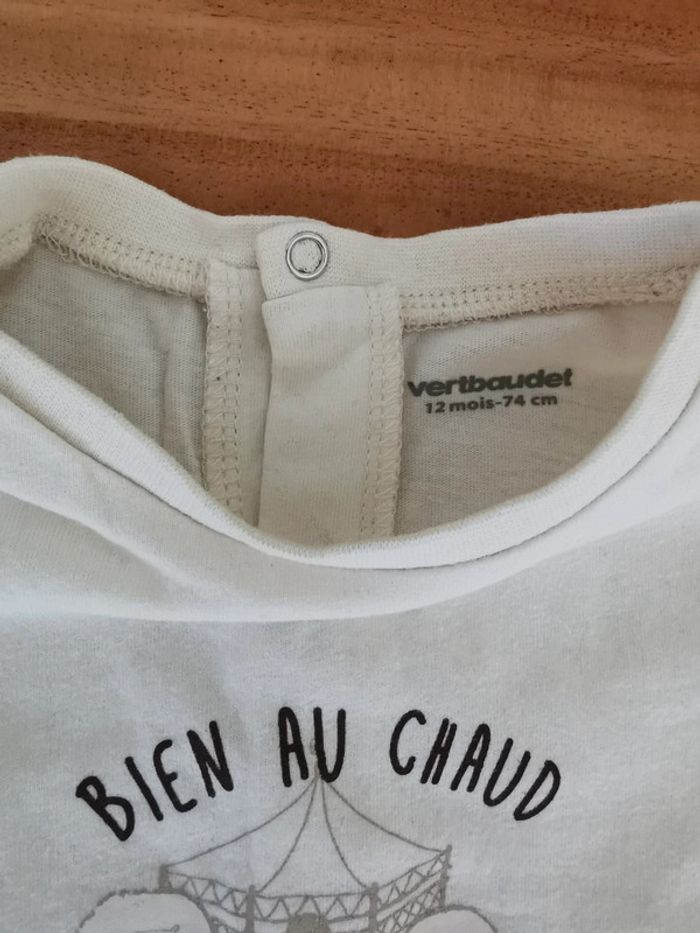 vertbaudet
12 mois-74 cm
BIEN AU CHAUD